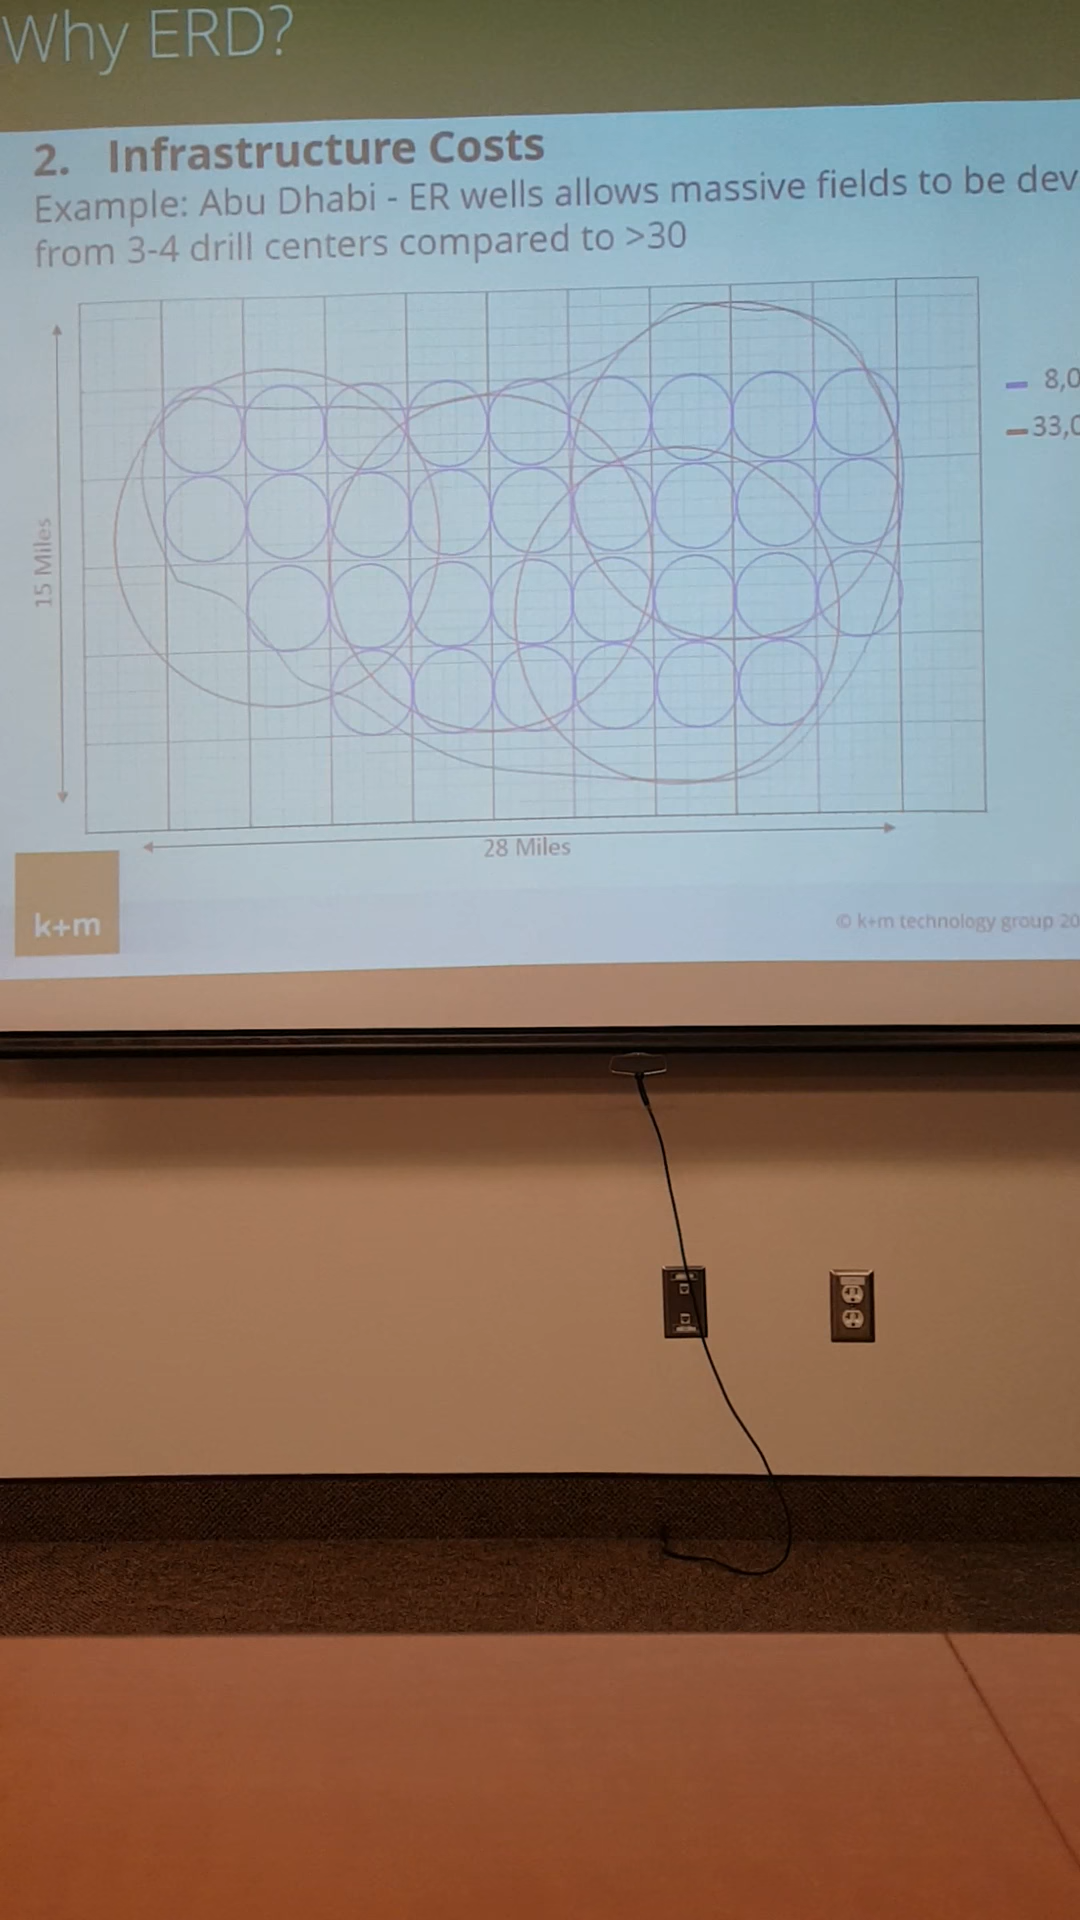 Why ERD?
2. Infrastructure Costs
Example: Abu Dhabi - ER wells allows massive fields to be dev
from 3-4 drill centers compared to >30
8,0
33,0
15 Miles
28 Miles
k+m
© k+m technology group 20